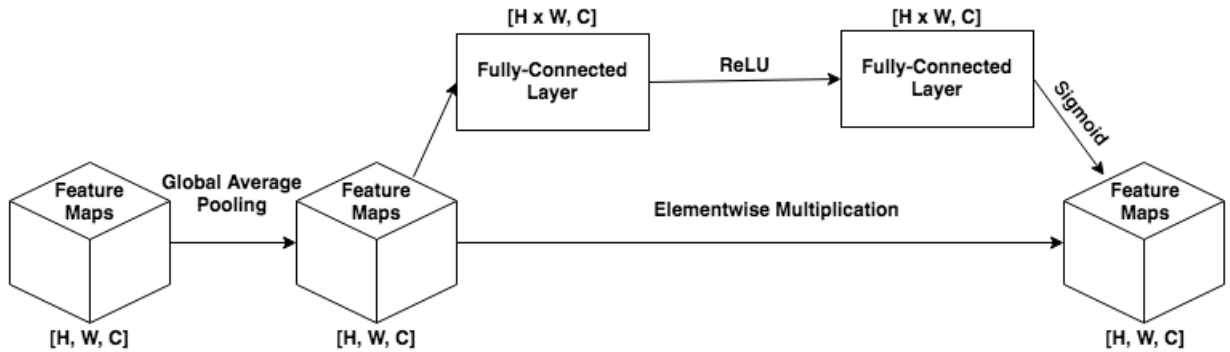 [H x W, C]
Fully-Connected
Layer
ReLU
[H x W, C]
Fully-Connected
Layer
Sigmoid
Feature
Maps
[H, W, C]
Global Average
Pooling
Feature
Maps
[H, W, C]
Elementwise Multiplication
Feature
Maps
[H, W, C]